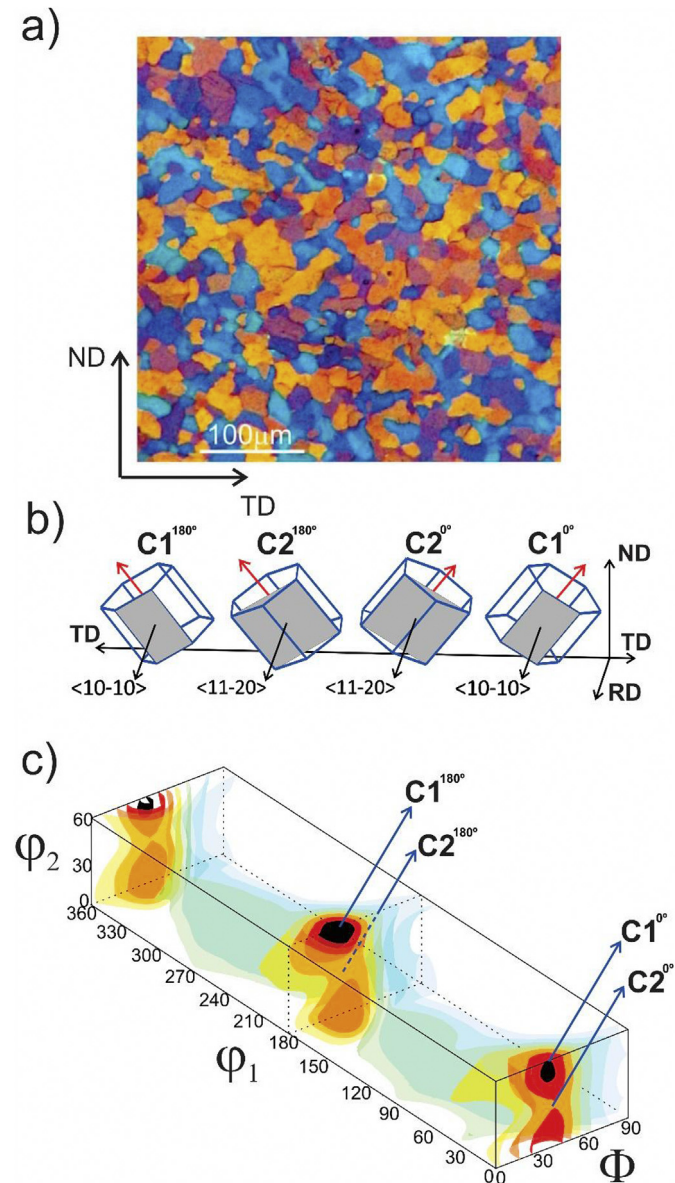 a)
ND
100μm
TD
b)
C1¹⁸⁰° C2¹⁸⁰° C2⁰° C1⁰° ND
TD TD
<10-10> <11-20> <11-20> <10-10> RD
c)
C1¹⁸⁰°
C2¹⁸⁰°
60
φ₂ 30
0
360
330
300
270
240
210
180
150
120
90
60
30
0
φ₁
C1⁰°
C2⁰°
0 30 60 90
Φ